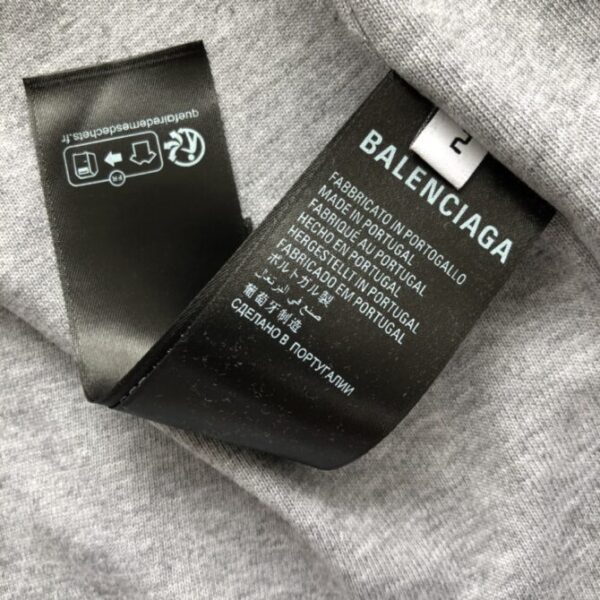 2
BALENCIAGA
FABBRICATO IN PORTOGALLO
MADE IN PORTUGAL
FABRIQUÉ AU PORTUGAL
HECHO EN PORTUGAL
HERGESTELLT IN PORTUGAL
FABRICADO EM PORTUGAL
صنع في البرتغال
ポルトガル製
葡萄牙制造
СДЕЛАНО В ПОРТУГАЛИИ
FR
quefairedemesdechets.fr